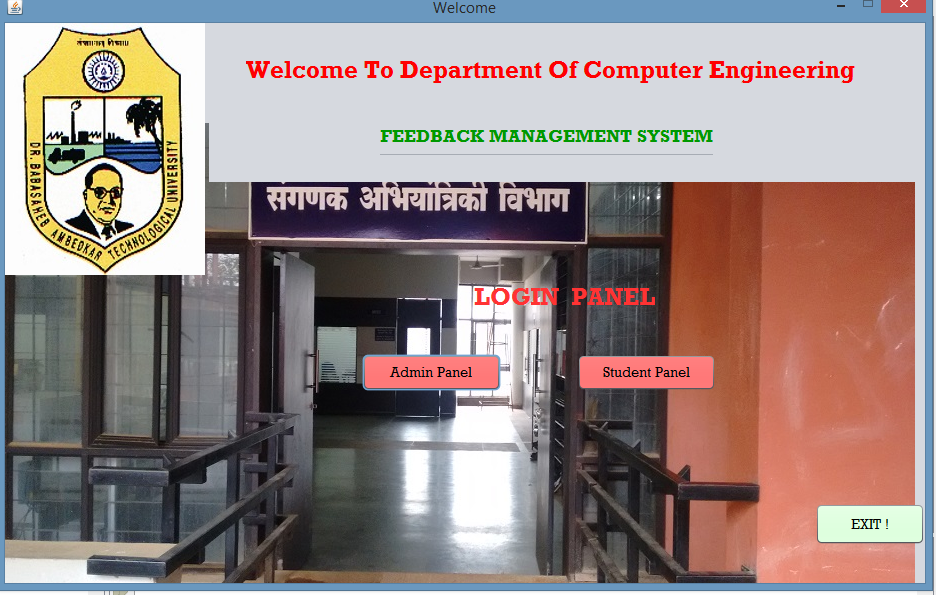 Welcome
Welcome To Department Of Computer Engineering
FEEDBACK MANAGEMENT SYSTEM
DR. BABASAHEB AMBEDKAR TECHNOLOGICAL UNIVERSITY
संगणक अभियांत्रिकी विभाग
LOGIN PANEL
Admin Panel
Student Panel
EXIT !